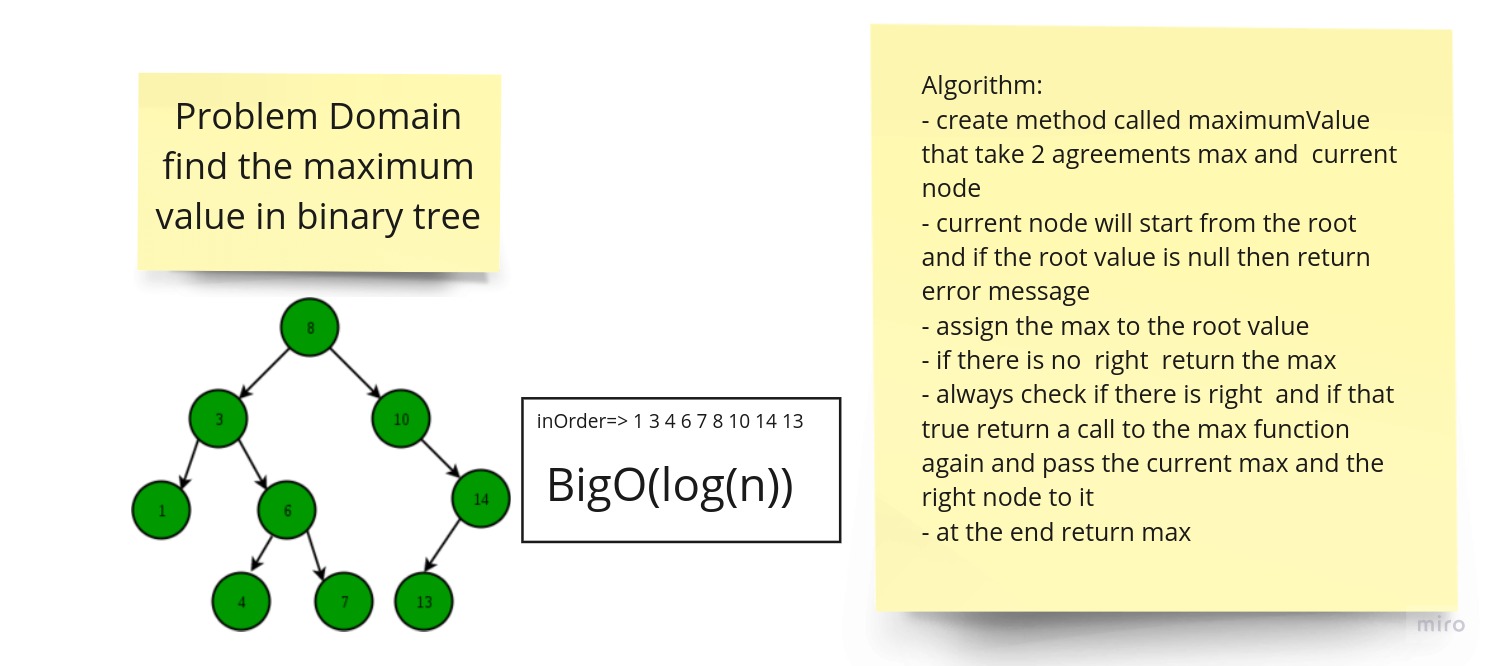 Problem Domain
find the maximum
value in binary tree
8
3
10
1
6
14
4
7
13
inOrder=> 1 3 4 6 7 8 10 14 13
BigO(log(n))
Algorithm:
- create method called maximumValue
that take 2 agreements max and current
node
- current node will start from the root
and if the root value is null then return
error message
- assign the max to the root value
- if there is no right return the max
- always check if there is right and if that
true return a call to the max function
again and pass the current max and the
right node to it
- at the end return max
miro